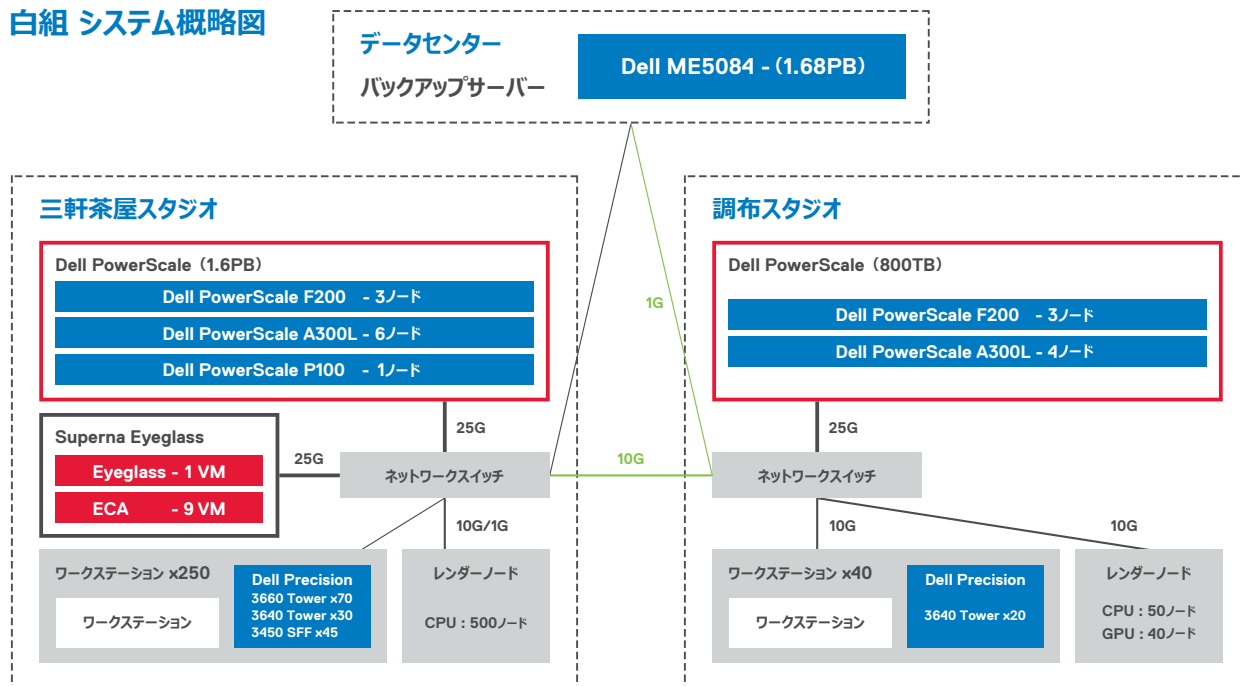 白組 システム概略図
データセンター
バックアップサーバー
Dell ME5084 - (1.68PB)
三軒茶屋スタジオ
Dell PowerScale（1.6PB）
Dell PowerScale F200 - 3ノード
Dell PowerScale A300L - 6ノード
Dell PowerScale P100 - 1ノード
25G
Superna Eyeglass
Eyeglass - 1 VM
ECA - 9 VM
25G
ネットワークスイッチ
10G/1G
ワークステーション x250
ワークステーション
Dell Precision
3660 Tower x70
3640 Tower x30
3450 SFF x45
レンダーノード
CPU：500ノード
1G
10G
調布スタジオ
Dell PowerScale（800TB）
Dell PowerScale F200 - 3ノード
Dell PowerScale A300L - 4ノード
25G
ネットワークスイッチ
10G
10G
ワークステーション x40
ワークステーション
Dell Precision
3640 Tower x20
レンダーノード
CPU：50ノード
GPU：40ノード